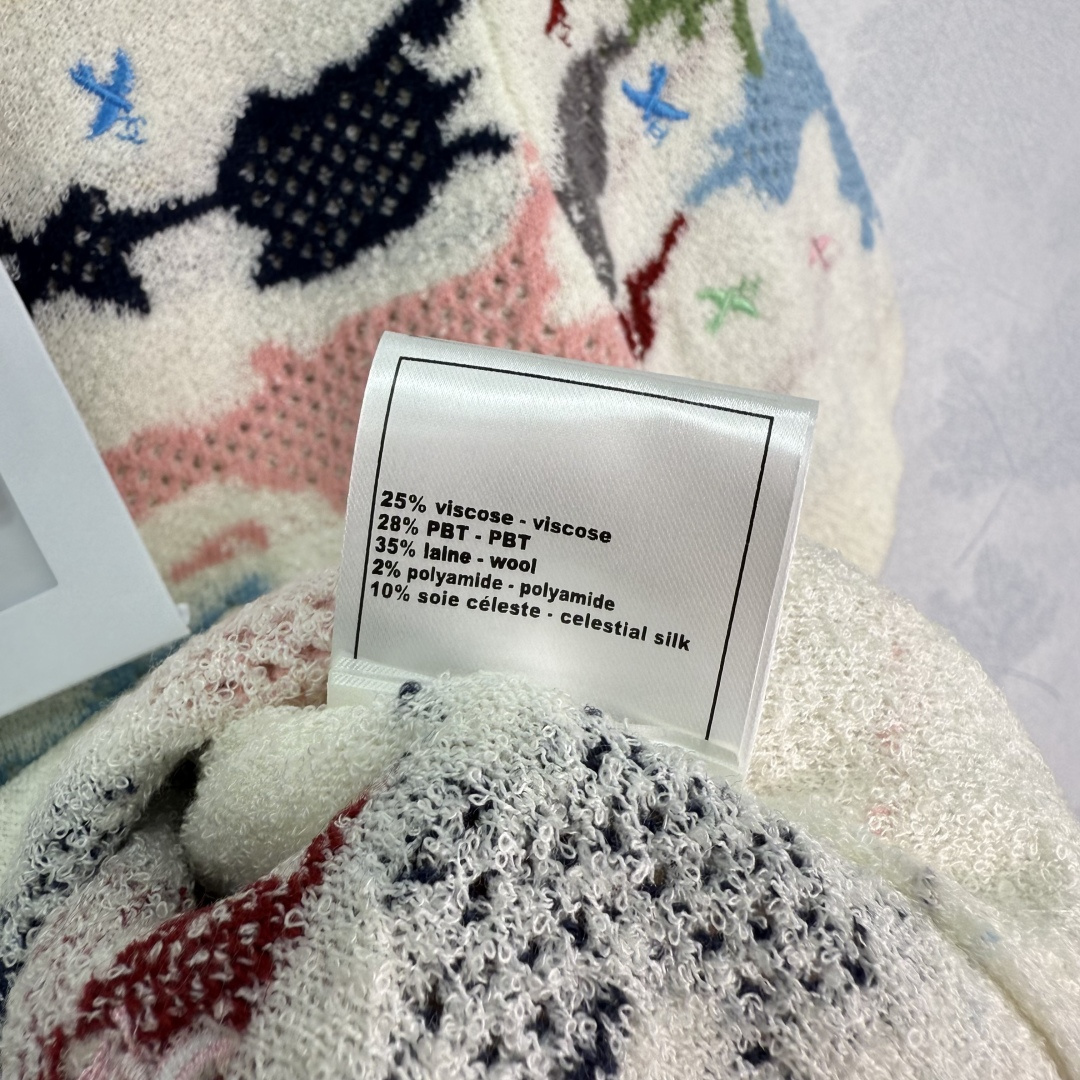 25% viscose - viscose
28% PBT - PBT
35% laine - wool
2% polyamide - polyamide
10% soie céleste - celestial silk